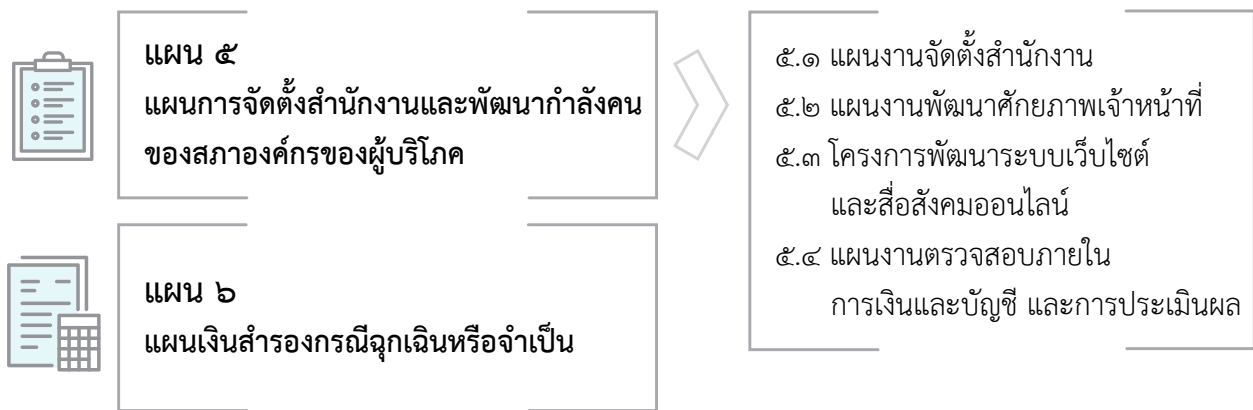 แผน ๕
แผนการจัดตั้งสำนักงานและพัฒนากำลังคน
ของสภาองค์กรของผู้บริโภค
๕.๑ แผนงานจัดตั้งสำนักงาน
๕.๒ แผนงานพัฒนาศักยภาพเจ้าหน้าที่
๕.๓ โครงการพัฒนาระบบเว็บไซต์
และสื่อสังคมออนไลน์
๕.๔ แผนงานตรวจสอบภายใน
การเงินและบัญชี และการประเมินผล
แผน ๖
แผนเงินสำรองกรณีฉุกเฉินหรือจำเป็น